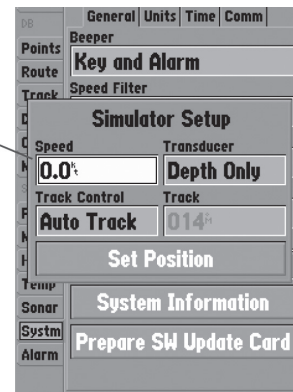 General Units Time Comm
DB
Beeper
Points
Key and Alarm
Route
Speed Filter
Track
Simulator Setup
Speed Transducer
0.0 Depth Only
Track Control Track
Auto Track 014
Set Position
Temp
Sonar
System Information
Systm
Prepare SW Update Card
Alarm